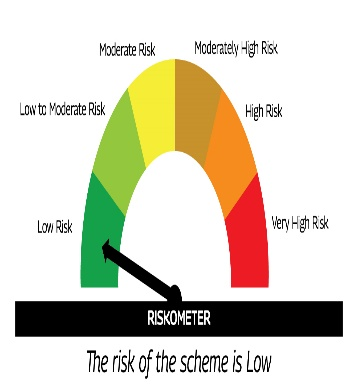 Moderate Risk
Moderately High Risk
Low to Moderate Risk
High Risk
Low Risk
Very High Risk
RISKOMETER
The risk of the scheme is Low